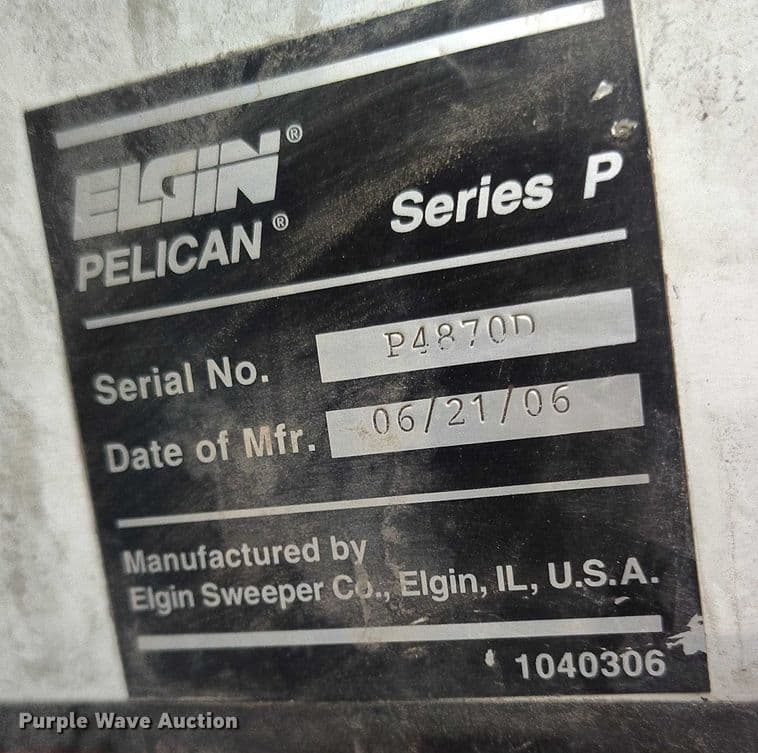 ELGIN®
PELICAN®
Series P
Serial No. P4870D
Date of Mfr. 06/21/06
Manufactured by
Elgin Sweeper Co., Elgin, IL, U.S.A.
1040306
Purple Wave Auction